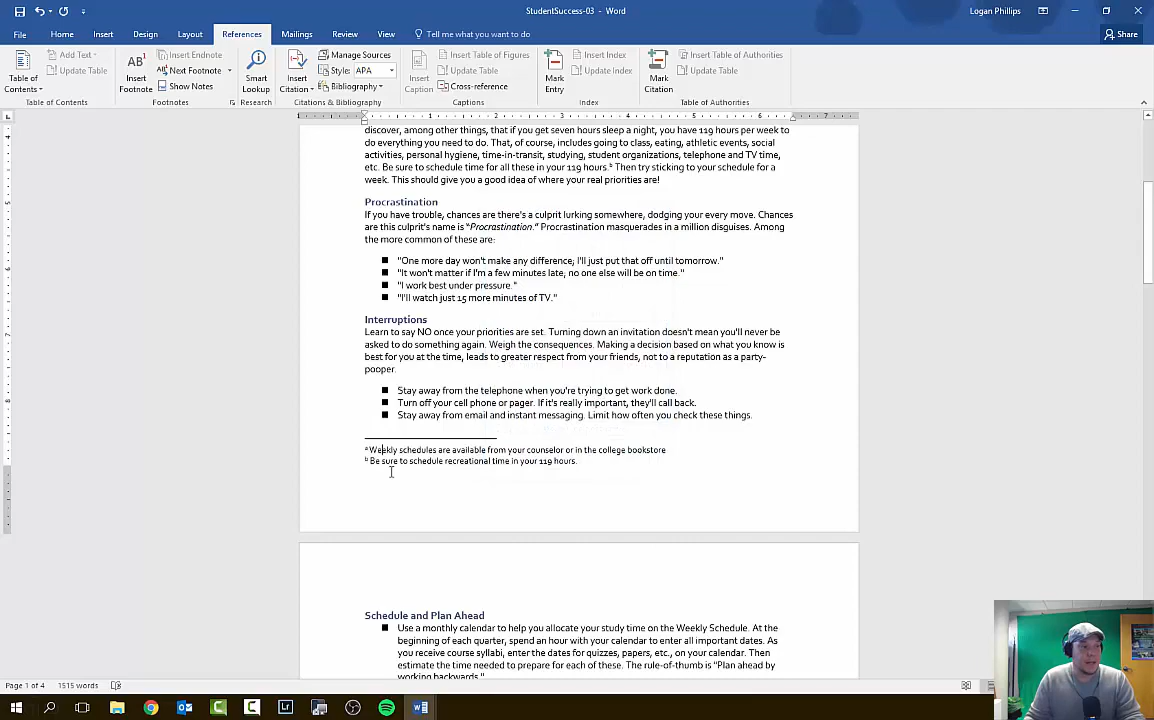 StudentSuccess-03 - Word
Logan Phillips
File Home Insert Design Layout References Mailings Review View Tell me what you want to do
Share
Table of Contents
Add Text
Update Table
Table of Contents
AB1
Insert Footnote
Insert Endnote
Next Footnote
Show Notes
Footnotes
Smart Lookup
Research
Insert Citation
Manage Sources
Style: APA
Bibliography
Citations & Bibliography
Insert Caption
Insert Table of Figures
Update Table
Cross-reference
Captions
Mark Entry
Insert Index
Update Index
Index
Mark Citation
Insert Table of Authorities
Update Table
Table of Authorities
1 1 2 3 4 5 6 7
discover, among other things, that if you get seven hours sleep a night, you have 119 hours per week to
do everything you need to do. That, of course, includes going to class, eating, athletic events, social
activities, personal hygiene, time-in-transit, studying, student organizations, telephone and TV time,
etc. Be sure to schedule time for all these in your 119 hours.b Then try sticking to your schedule for a
week. This should give you a good idea of where your real priorities are!
Procrastination
If you have trouble, chances are there's a culprit lurking somewhere, dodging your every move. Chances
are this culprit's name is "Procrastination." Procrastination masquerades in a million disguises. Among
the more common of these are:
"One more day won't make any difference; I'll just put that off until tomorrow."
"It won't matter if I'm a few minutes late; no one else will be on time."
"I work best under pressure."
"I'll watch just 15 more minutes of TV."
Interruptions
Learn to say NO once your priorities are set. Turning down an invitation doesn't mean you'll never be
asked to do something again. Weigh the consequences. Making a decision based on what you know is
best for you at the time, leads to greater respect from your friends, not to a reputation as a party-
pooper.
Stay away from the telephone when you're trying to get work done.
Turn off your cell phone or pager. If it's really important, they'll call back.
Stay away from email and instant messaging. Limit how often you check these things.
a Weekly schedules are available from your counselor or in the college bookstore
b Be sure to schedule recreational time in your 119 hours.
Schedule and Plan Ahead
Use a monthly calendar to help you allocate your study time on the Weekly Schedule. At the
beginning of each quarter, spend an hour with your calendar to enter all important dates. As
you receive course syllabi, enter the dates for quizzes, papers, etc., on your calendar. Then
estimate the time needed to prepare for each of these. The rule-of-thumb is "Plan ahead by
working backwards."
Page 1 of 4 1515 words